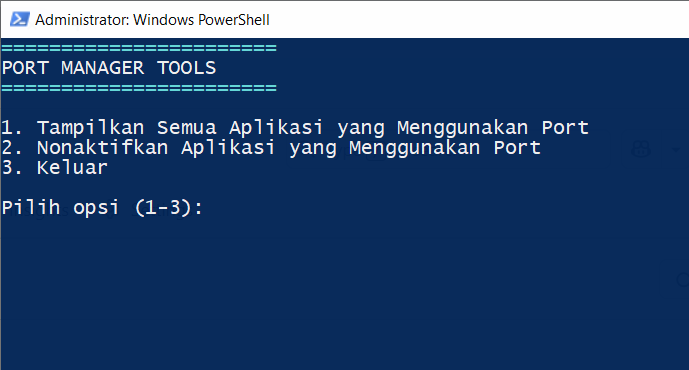 Administrator: Windows PowerShell
=======================
PORT MANAGER TOOLS
=======================
1. Tampilkan Semua Aplikasi yang Menggunakan Port
2. Nonaktifkan Aplikasi yang Menggunakan Port
3. Keluar
Pilih opsi (1-3):